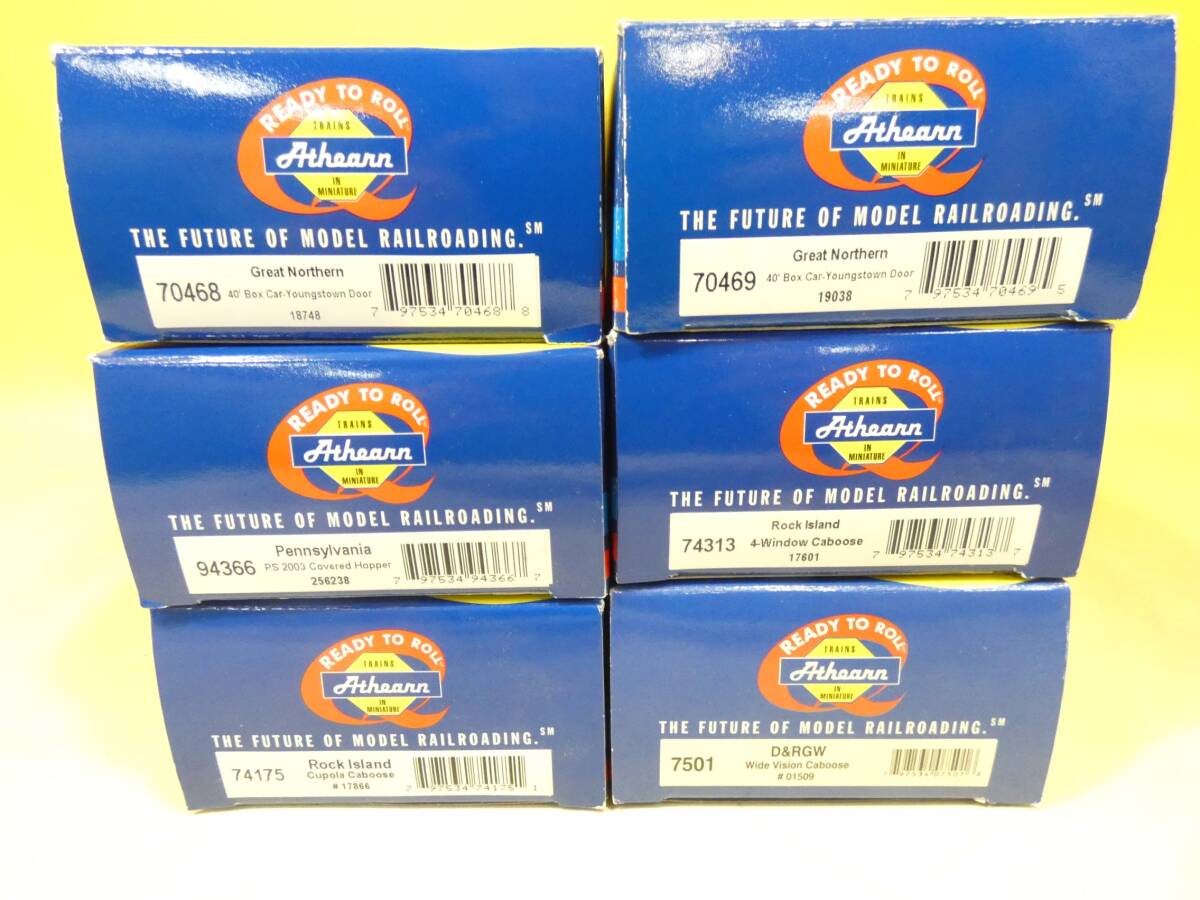 READY TO ROLL
TRAINS
Athearn
IN
MINIATURE
THE FUTURE OF MODEL RAILROADING. SM
70468
Great Northern
40' Box Car-Youngstown Door
18748
7 97534 70468 8
READY TO ROLL
TRAINS
Athearn
IN
MINIATURE
THE FUTURE OF MODEL RAILROADING. SM
70469
Great Northern
40' Box Car-Youngstown Door
19038
7 97534 70469 5
READY TO ROLL
TRAINS
Athearn
IN
MINIATURE
THE FUTURE OF MODEL RAILROADING. SM
94366
Pennsylvania
PS 2003 Covered Hopper
256238
7 97534 94366 7
READY TO ROLL
TRAINS
Athearn
IN
MINIATURE
THE FUTURE OF MODEL RAILROADING. SM
74313
Rock Island
4-Window Caboose
17601
7 97534 74313 7
READY TO ROLL
TRAINS
Athearn
IN
MINIATURE
THE FUTURE OF MODEL RAILROADING. SM
74175
Rock Island
Cupola Caboose
# 17866
7 97534 74175 1
READY TO ROLL
TRAINS
Athearn
IN
MINIATURE
THE FUTURE OF MODEL RAILROADING. SM
7501
D&RGW
Wide Vision Caboose
# 01509